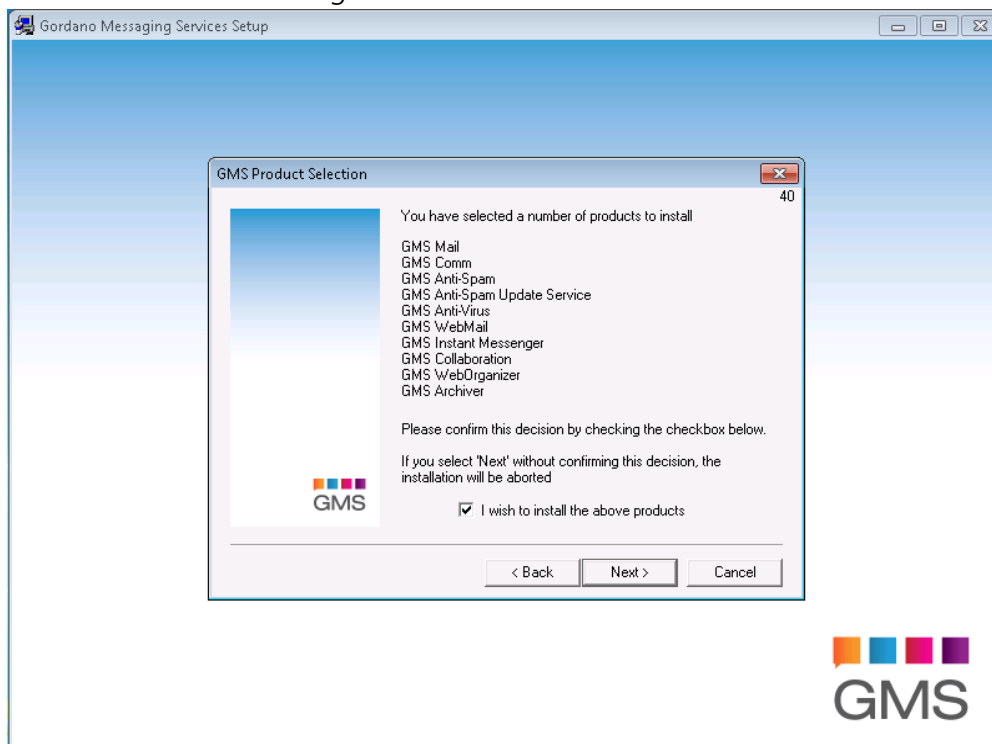 Gordano Messaging Services Setup
GMS Product Selection
40
You have selected a number of products to install
GMS Mail
GMS Comm
GMS Anti-Spam
GMS Anti-Spam Update Service
GMS Anti-Virus
GMS WebMail
GMS Instant Messenger
GMS Collaboration
GMS WebOrganizer
GMS Archiver
Please confirm this decision by checking the checkbox below.
If you select 'Next' without confirming this decision, the
installation will be aborted
GMS
I wish to install the above products
< Back
Next >
Cancel
GMS